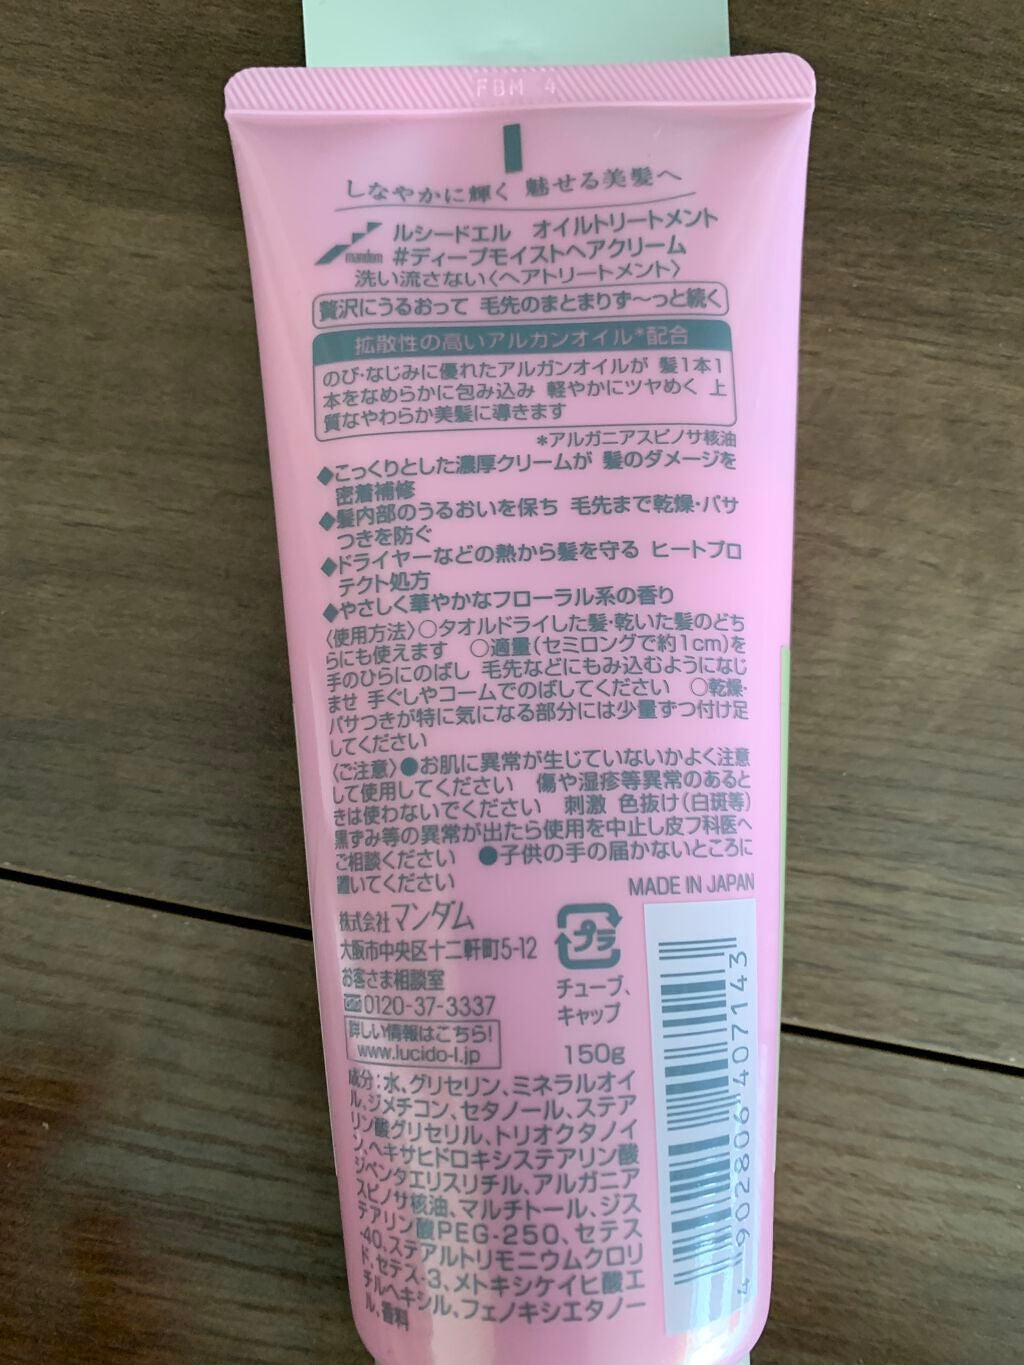 FBM 4
しなやかに輝く 魅せる美髪へ
mandom
ルシードエル オイルトリートメント
#ディープモイストヘアクリーム
洗い流さない〈ヘアトリートメント〉
贅沢にうるおって 毛先のまとまりず〜っと続く
拡散性の高いアルガンオイル*配合
のび・なじみに優れたアルガンオイルが 髪1本1
本をなめらかに包み込み 軽やかにツヤめく 上
質なやわらか美髪に導きます
*アルガニアスピノサ核油
◆こっくりとした濃厚クリームが 髪のダメージを
密着補修
◆髪内部のうるおいを保ち 毛先まで乾燥・パサ
つきを防ぐ
◆ドライヤーなどの熱から髪を守る ヒートプロ
テクト処方
◆やさしく華やかなフローラル系の香り
〈使用方法〉○タオルドライした髪・乾いた髪のどち
らにも使えます ○適量(セミロングで約1cm)を
手のひらにのばし 毛先などにもみ込むようになじ
ませ 手ぐしやコームでのばしてください ○乾燥・
パサつきが特に気になる部分には少量ずつ付け足
してください
〈ご注意〉●お肌に異常が生じていないかよく注意
して使用してください 傷や湿疹等異常のあると
きは使わないでください 刺激 色抜け(白斑等)
黒ずみ等の異常が出たら使用を中止し皮フ科医へ
ご相談ください ●子供の手の届かないところに
置いてください
MADE IN JAPAN
株式会社マンダム
大阪市中央区十二軒町5-12
お客さま相談室
0120-37-3337
詳しい情報はこちら!
www.lucido-l.jp
プラ
チューブ、
キャップ
150g
成分:水、グリセリン、ミネラルオイ
ル、ジメチコン、セタノール、ステア
リン酸グリセリル、トリオクタノイ
ン、ヘキサヒドロキシステアリン酸
ジペンタエリスリチル、アルガニア
スピノサ核油、マルチトール、ジス
テアリン酸PEG-250、セテス
-40、ステアルトリモニウムクロリ
ド、セテス-3、メトキシケイヒ酸エ
チルヘキシル、フェノキシエタノー
ル、香料
4 902806 407143